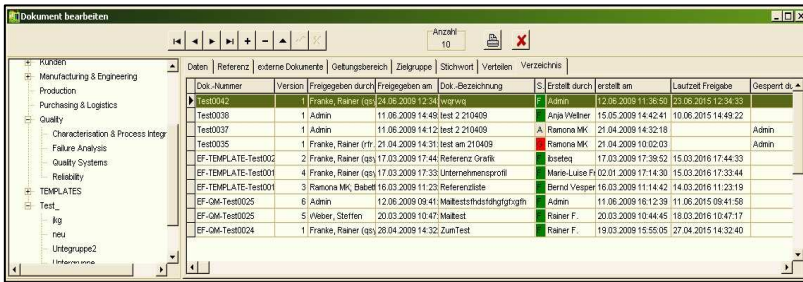 Dokument bearbeiten
Anzahl
10
Kunden
Manufacturing & Engineering
Production
Purchasing & Logistics
Quality
Characterisation & Process Integr
Failure Analysis
Quality Systems
Reliability
TEMPLATES
Test_
ikg
neu
Untegruppe2
Untergruppe
Daten Referenz externe Dokumente Geltungsbereich Zielgruppe Stichwort Verteilen Verzeichnis
Dok.-Nummer Version Freigegeben durch Freigegeben am Dok.-Bezeichnung S. Erstellt durch erstellt am Laufzeit Freigabe Gesperrt du
Test0042 1 Franke, Rainer (qsy 24.06.2009 12:34: wqrwq F Admin 12.06.2009 11:36:50 23.06.2015 12:34:33
Test0038 1 Admin 11.06.2009 14:49: test 2 210409 Anja Wellner 15.05.2009 14:42:41 10.06.2015 14:49:22
Test0037 1 Admin 11.06.2009 14:12: test 2 210409 A Ramona MK 21.04.2009 14:32:18 Admin
Test0035 1 Franke, Rainer (rfr. 21.04.2009 14:31: test am 210409 Ramona MK 21.04.2009 10:02:03 Admin
EF-TEMPLATE-Test002 2 Franke, Rainer (qsy 17.03.2009 17:44: Referenz Grafik ibseteq 17.03.2009 17:39:52 15.03.2016 17:44:33
EF-TEMPLATE-Test001 4 Franke, Rainer (qsy 17.03.2009 17:33: Unternehmensprofil Marie-Luise Fr 02.01.2009 17:14:30 15.03.2016 17:33:44
EF-TEMPLATE-Test001 3 Ramona MK; Babett 16.03.2009 11:23: Referenzliste Bernd Vesper 16.03.2009 11:14:42 14.03.2016 11:23:19
EF-QM-Test0025 6 Admin 12.06.2009 09:41: Admin 11.06.2009 16:12:39 11.06.2015 09:41:58
EF-QM-Test0025 5 Weber, Steffen 20.03.2009 10:47: Mailtest Rainer F. 20.03.2009 10:44:45 18.03.2016 10:47:17
EF-QM-Test0024 1 Franke, Rainer (qsy 28.04.2009 14:32: ZumTest Rainer F. 19.03.2009 15:55:05 27.04.2015 14:32:40